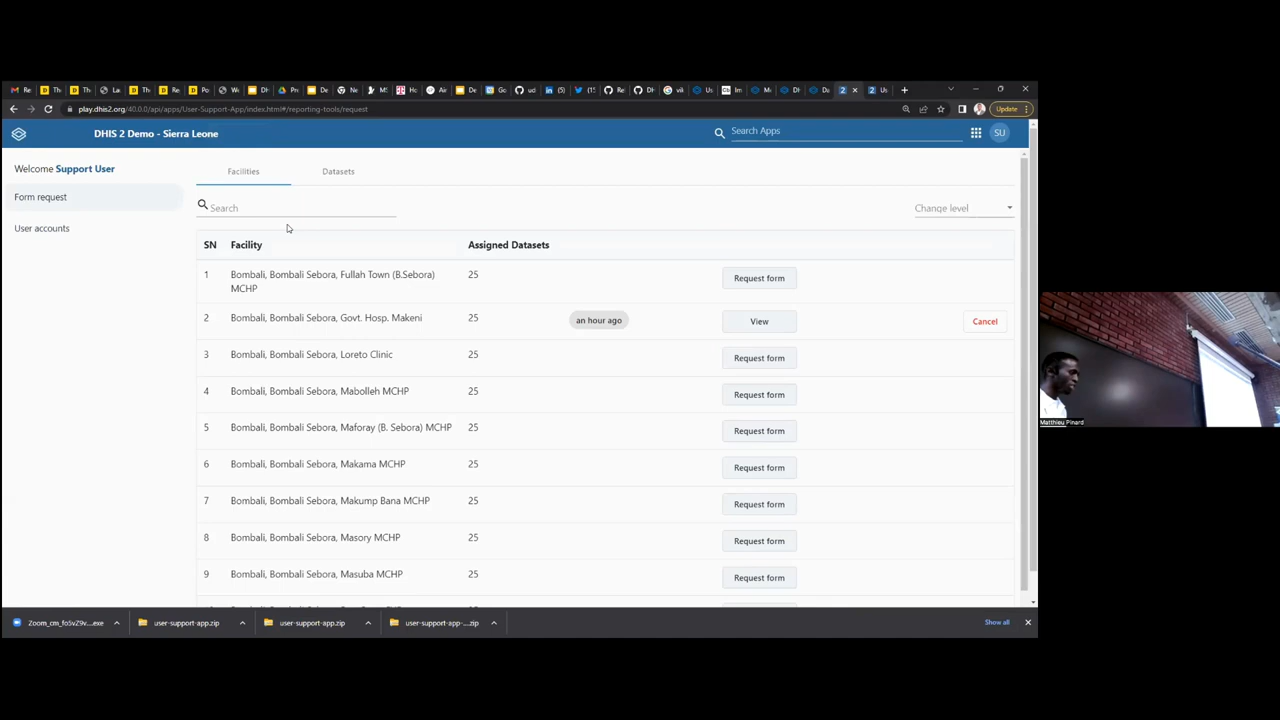 Update
play.dhis2.org/40.0.0/api/apps/User-Support-App/index.html#/reporting-tools/request
DHIS 2 Demo - Sierra Leone
Search Apps
SU
Welcome Support User
Form request
User accounts
Facilities
Datasets
Search
Change level
SN Facility Assigned Datasets
1 Bombali, Bombali Sebora, Fullah Town (B.Sebora) 25 Request form
MCHP
2 Bombali, Bombali Sebora, Govt. Hosp. Makeni 25 an hour ago View Cancel
3 Bombali, Bombali Sebora, Loreto Clinic 25 Request form
4 Bombali, Bombali Sebora, Mabolleh MCHP 25 Request form
5 Bombali, Bombali Sebora, Maforay (B. Sebora) MCHP 25 Request form
6 Bombali, Bombali Sebora, Makama MCHP 25 Request form
7 Bombali, Bombali Sebora, Makump Bana MCHP 25 Request form
8 Bombali, Bombali Sebora, Masory MCHP 25 Request form
9 Bombali, Bombali Sebora, Masuba MCHP 25 Request form
Zoom_cm_fo5vZ9v....exe
user-support-app.zip
user-support-app.zip
user-support-app-....zip
Show all
Matthieu Pinard